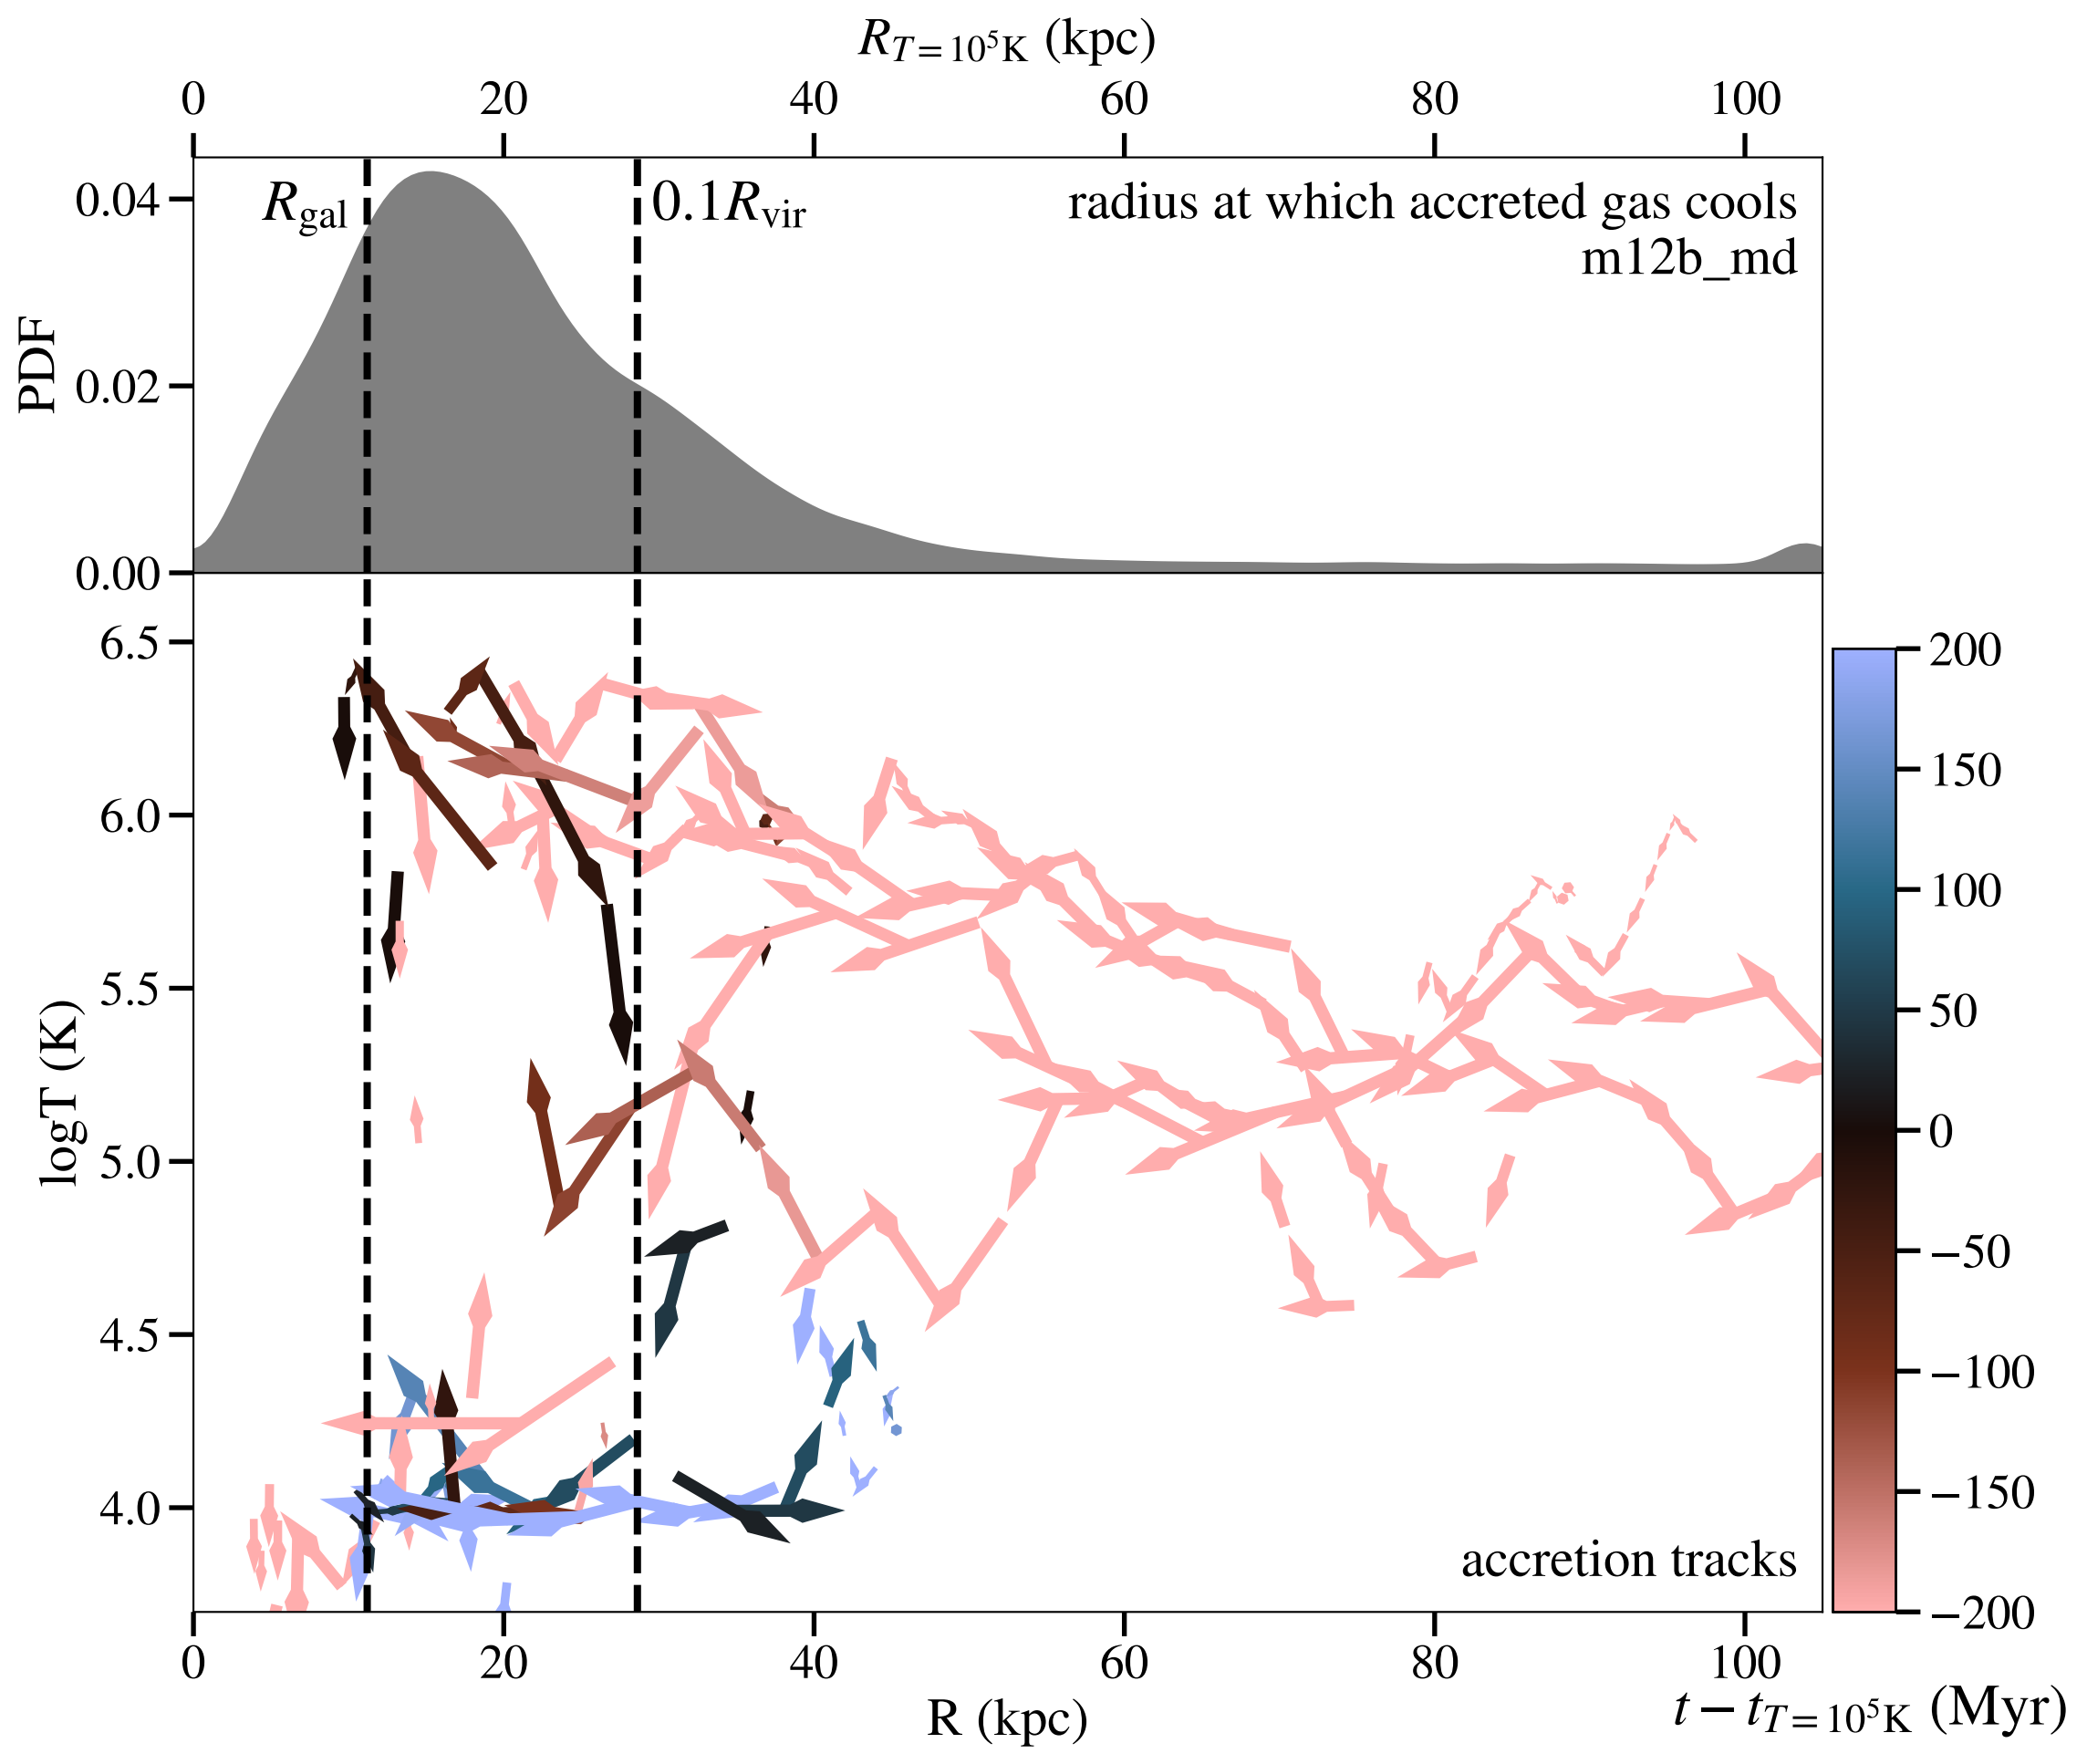 R_{T=10^5K} (kpc)
0 20 40 60 80 100
R_gal
0.1R_vir
radius at which accreted gas cools
m12b_md
PDF
0.04
0.02
0.00
logT (K)
6.5
6.0
5.5
5.0
4.5
4.0
accretion tracks
0 20 40 60 80 100
R (kpc)
200
150
100
50
0
−50
−100
−150
−200
t − t_{T=10^5K} (Myr)